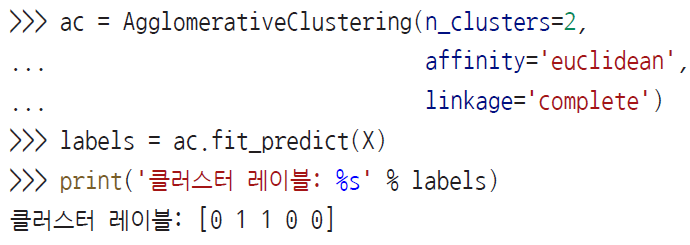 >>> ac = AgglomerativeClustering(n_clusters=2,
...                              affinity='euclidean',
...                              linkage='complete')
>>> labels = ac.fit_predict(X)
>>> print('클러스터 레이블: %s' % labels)
클러스터 레이블: [0 1 1 0 0]